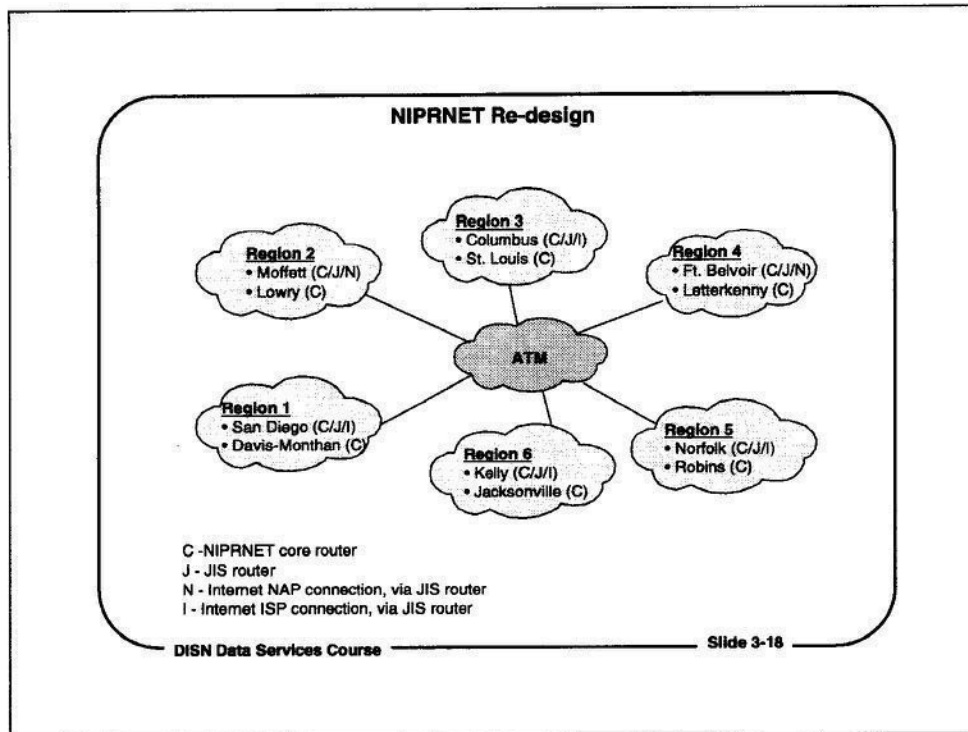 NIPRNET Re-design
Region 3
• Columbus (C/J/I)
• St. Louis (C)
Region 2
• Moffett (C/J/N)
• Lowry (C)
Region 4
• Ft. Belvoir (C/J/N)
• Letterkenny (C)
ATM
Region 1
• San Diego (C/J/I)
• Davis-Monthan (C)
Region 6
• Kelly (C/J/I)
• Jacksonville (C)
Region 5
• Norfolk (C/J/I)
• Robins (C)
C -NIPRNET core router
J - JIS router
N - Internet NAP connection, via JIS router
I - Internet ISP connection, via JIS router
DISN Data Services Course
Slide 3-18